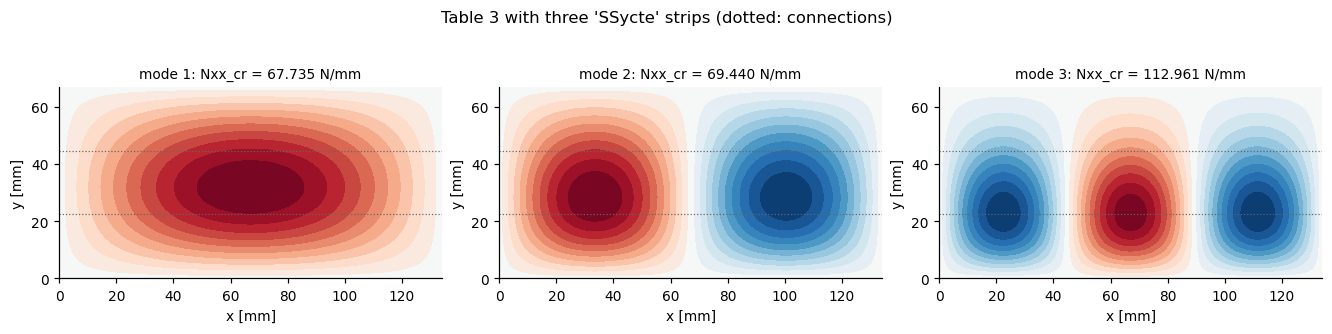 Table 3 with three 'SSycte' strips (dotted: connections)
mode 1: Nxx_cr = 67.735 N/mm
mode 2: Nxx_cr = 69.440 N/mm
mode 3: Nxx_cr = 112.961 N/mm
y [mm]
60
40
20
0
0 20 40 60 80 100 120
x [mm]
y [mm]
60
40
20
0
0 20 40 60 80 100 120
x [mm]
y [mm]
60
40
20
0
0 20 40 60 80 100 120
x [mm]